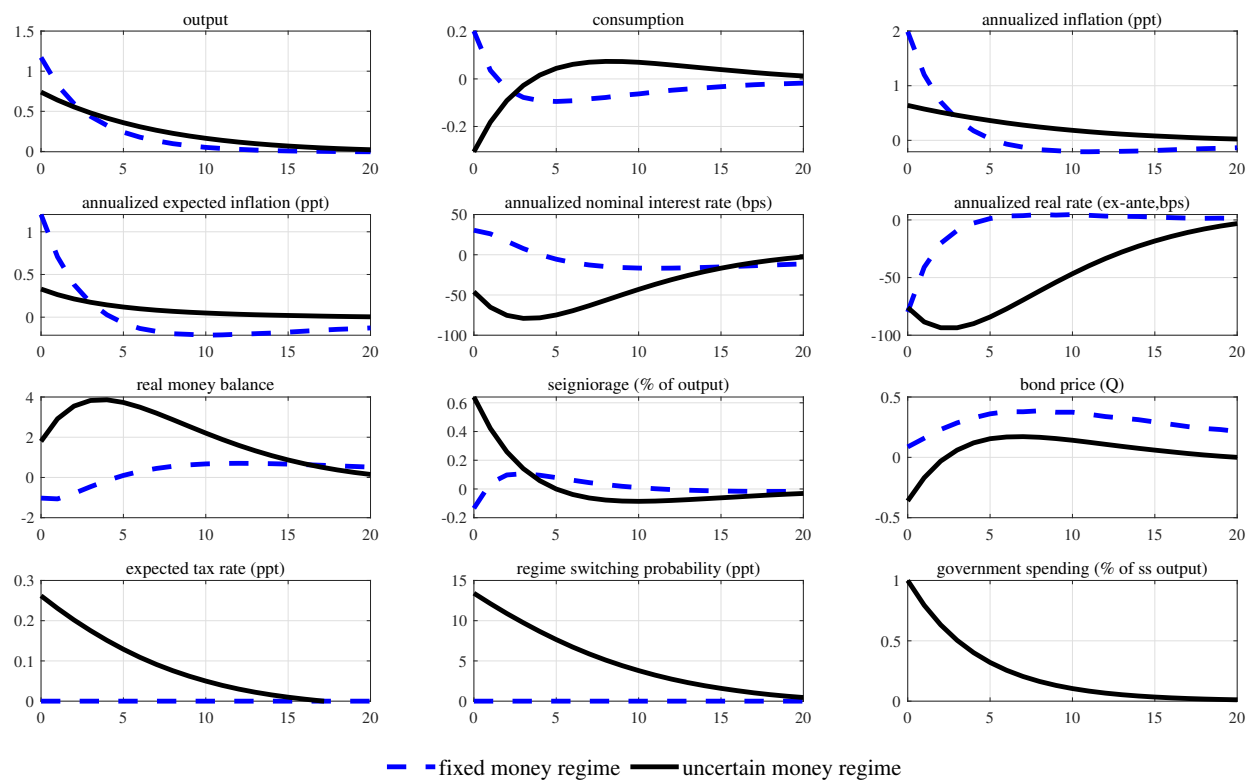 output
consumption
annualized inflation (ppt)
1.5
1
0.5
0
0 5 10 15 20
0.2
0
-0.2
0 5 10 15 20
2
1
0
0 5 10 15 20
annualized expected inflation (ppt)
annualized nominal interest rate (bps)
annualized real rate (ex-ante,bps)
1
0.5
0
0 5 10 15 20
50
0
-50
-100
0 5 10 15 20
0
-50
-100
0 5 10 15 20
real money balance
seigniorage (% of output)
bond price (Q)
4
2
0
-2
0 5 10 15 20
0.6
0.4
0.2
0
-0.2
0 5 10 15 20
0.5
0
-0.5
0 5 10 15 20
expected tax rate (ppt)
regime switching probability (ppt)
government spending (% of ss output)
0.3
0.2
0.1
0
0 5 10 15 20
15
10
5
0
0 5 10 15 20
1
0.5
0
0 5 10 15 20
fixed money regime uncertain money regime